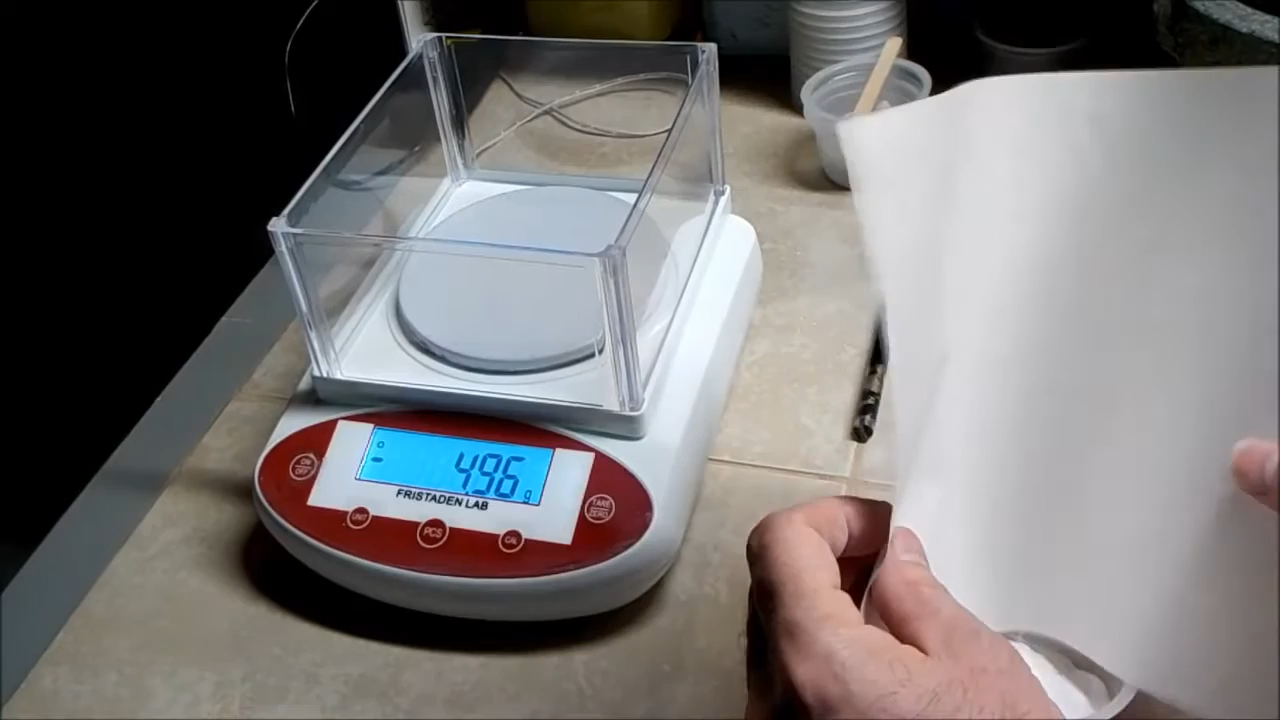 4.96 g
FRISTADEN LAB
ON
OFF
UNIT
PCS
CAL
TARE
ZERO